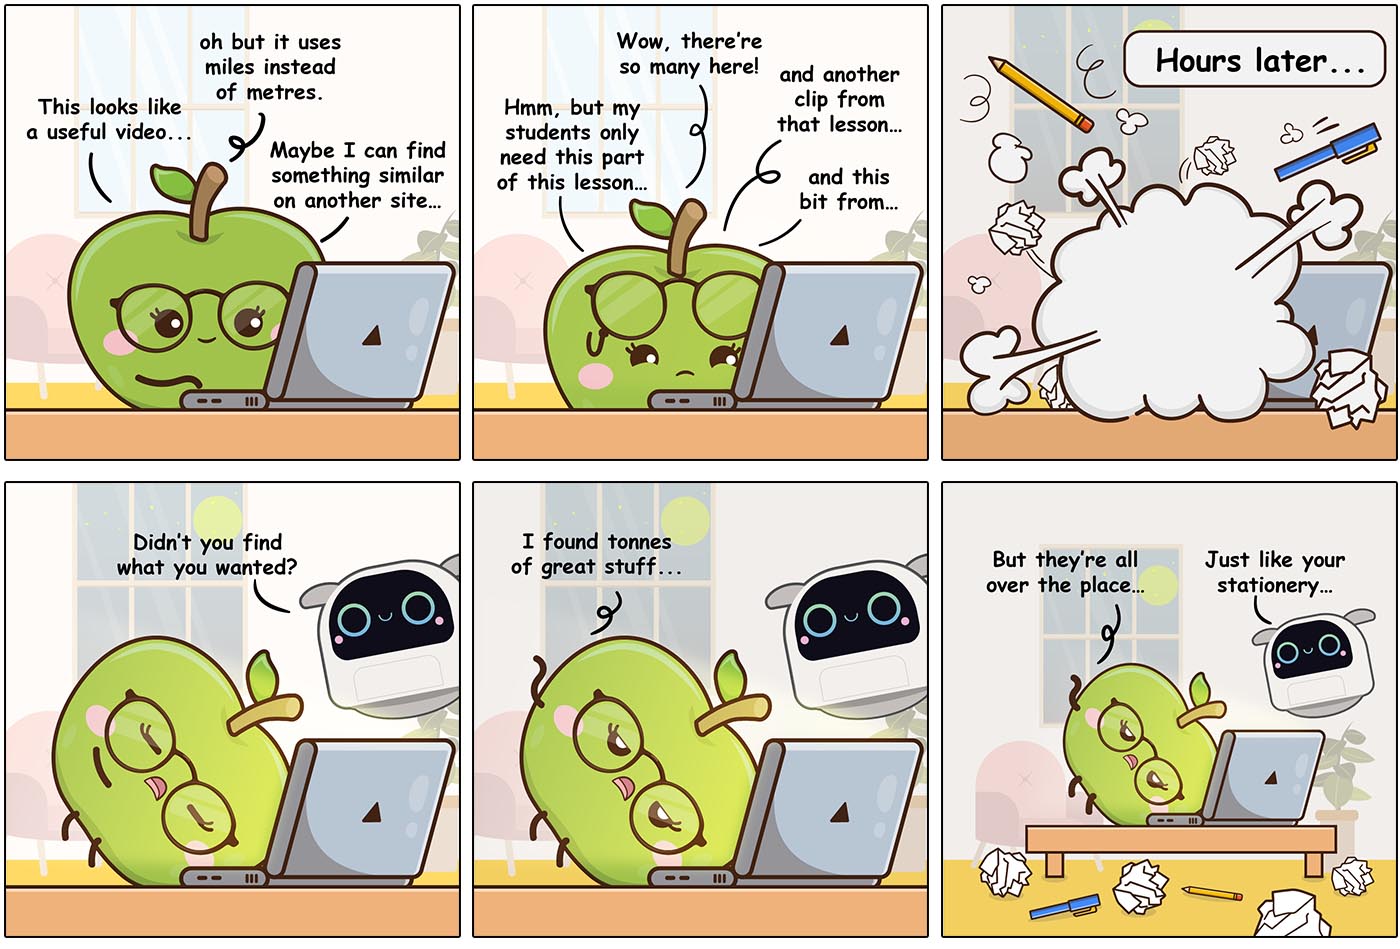 This looks like
a useful video...
oh but it uses
miles instead
of metres.
Maybe I can find
something similar
on another site...
Hmm, but my
students only
need this part
of this lesson...
Wow, there're
so many here!
and another
clip from
that lesson...
and this
bit from...
Hours later...
Didn't you find
what you wanted?
I found tonnes
of great stuff...
But they're all
over the place...
Just like your
stationery...